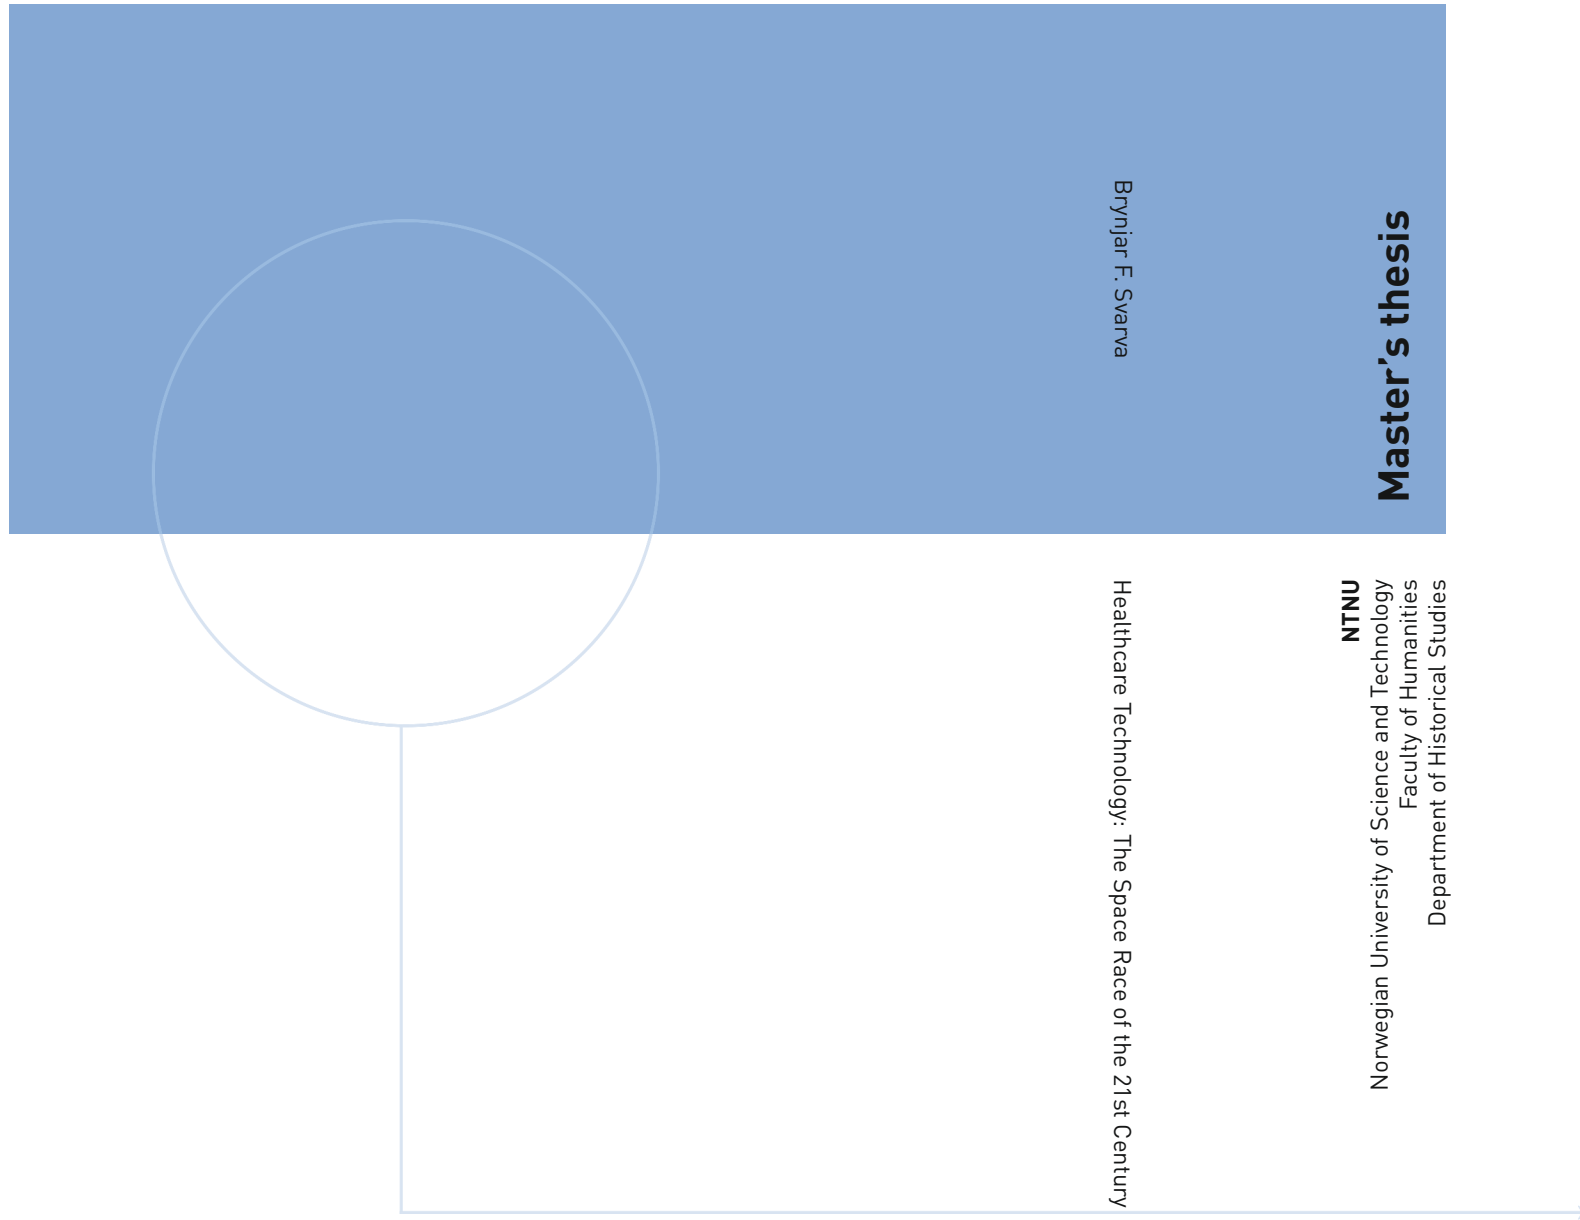 Brynjar F. Svarva
Healthcare Technology: The Space Race of the 21st Century
Master’s thesis
NTNU
Norwegian University of Science and Technology
Faculty of Humanities
Department of Historical Studies